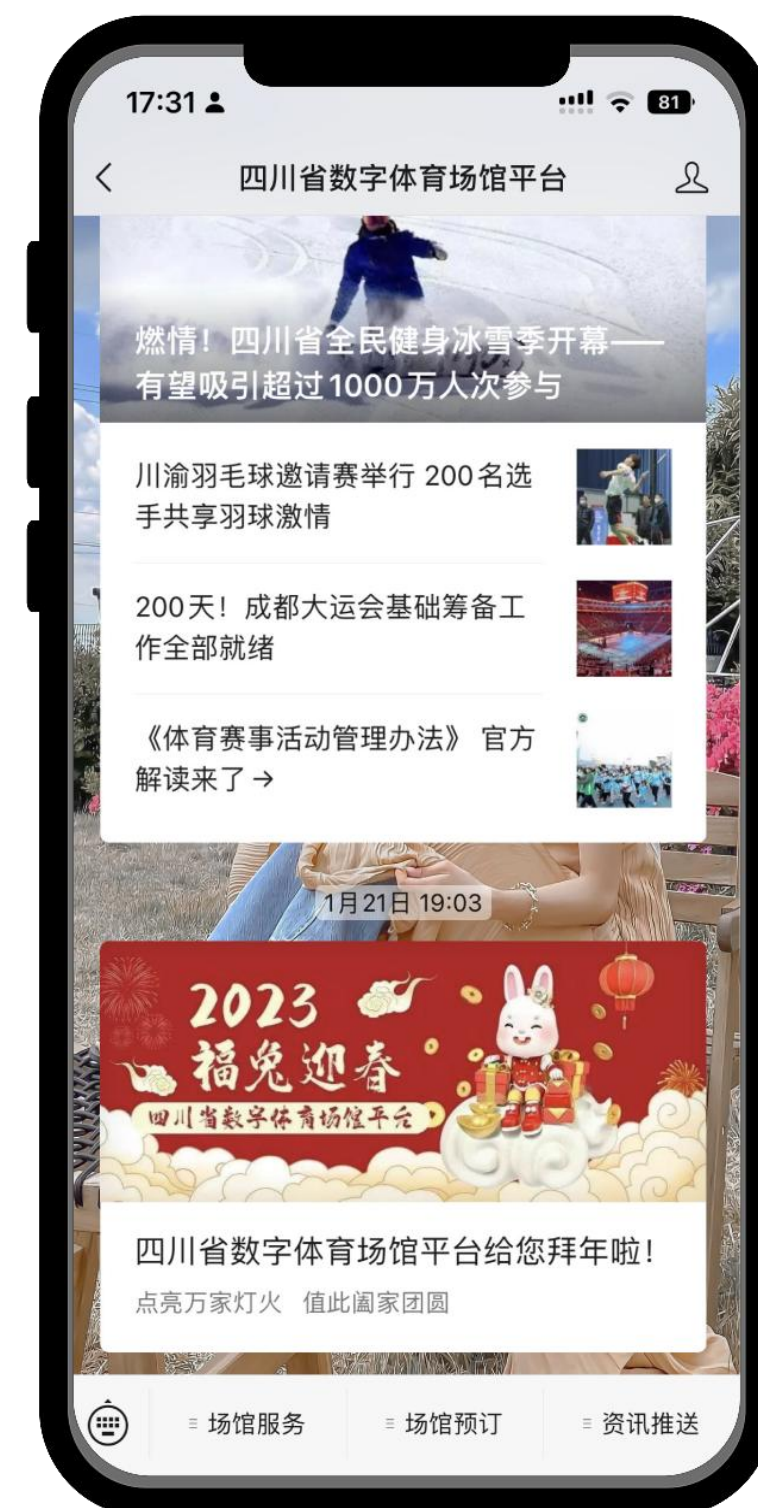 17:31
81
四川省数字体育场馆平台
燃情！四川省全民健身冰雪季开幕——
有望吸引超过1000万人次参与
川渝羽毛球邀请赛举行 200名选
手共享羽球激情
200天！成都大运会基础筹备工
作全部就绪
《体育赛事活动管理办法》 官方
解读来了→
1月21日 19:03
2023
福兔迎春
四川省数字体育场馆平台
四川省数字体育场馆平台给您拜年啦！
点亮万家灯火 值此阖家团圆
场馆服务
场馆预订
资讯推送